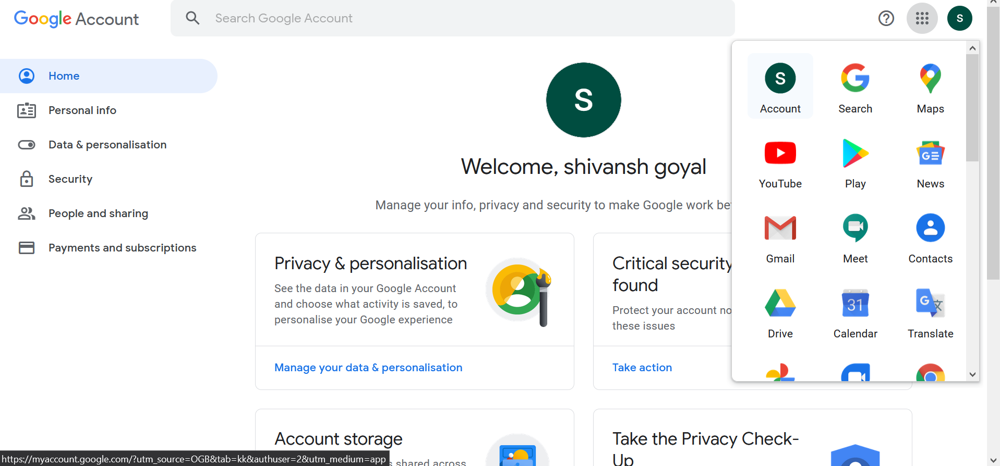 Google Account
Search Google Account
S
Home
Personal info
Data & personalisation
Security
People and sharing
Payments and subscriptions
S
Welcome, shivansh goyal
Manage your info, privacy and security to make Google work be
Privacy & personalisation
See the data in your Google Account
and choose what activity is saved, to
personalise your Google experience
Manage your data & personalisation
Critical security
found
Protect your account no
these issues
Take action
Account storage
s shared across
Take the Privacy Check-
Up
S
Account
Search
Maps
YouTube
Play
GE
News
Gmail
Meet
Contacts
Drive
31
Calendar
G文
Translate
https://myaccount.google.com/?utm_source=OGB&tab=kk&authuser=2&utm_medium=app